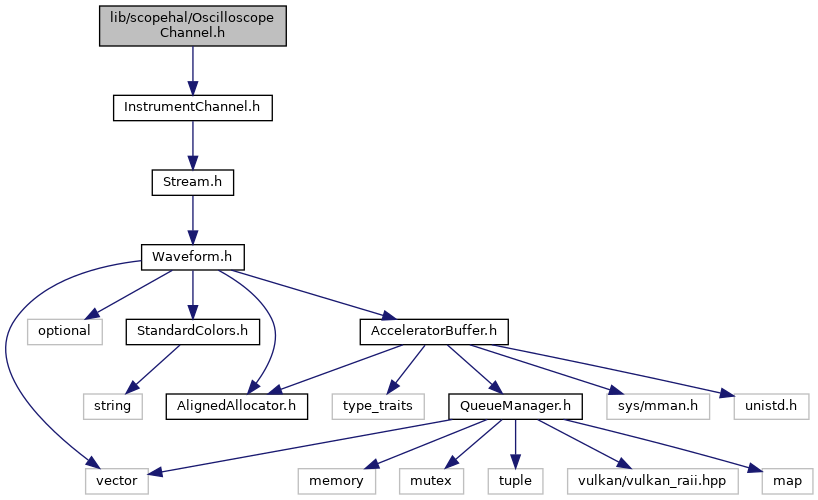 lib/scopehal/Oscilloscope
Channel.h
InstrumentChannel.h
Stream.h
Waveform.h
optional
StandardColors.h
AcceleratorBuffer.h
string
AlignedAllocator.h
type_traits
QueueManager.h
sys/mman.h
unistd.h
vector
memory
mutex
tuple
vulkan/vulkan_raii.hpp
map